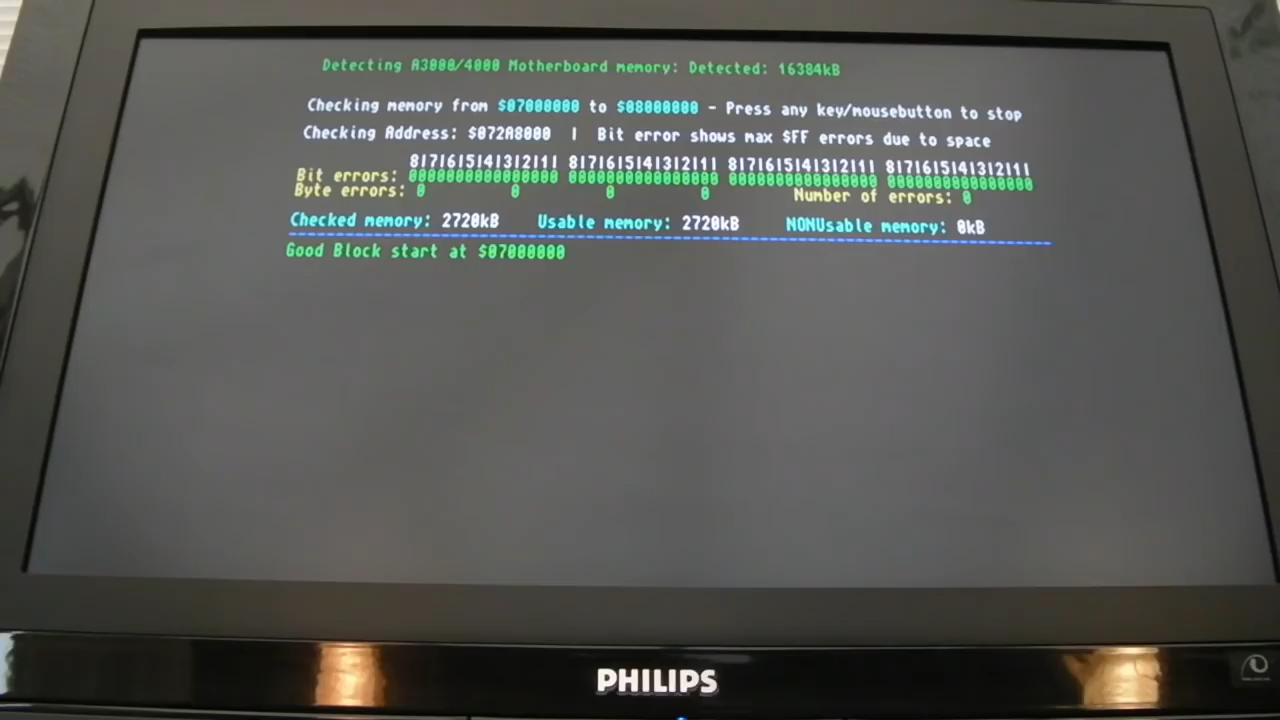 Detecting A3000/4000 Motherboard memory: Detected: 16384kB
Checking memory from $07000000 to $08000000 - Press any key/mousebutton to stop
Checking Address: $072A8000 | Bit error shows max $FF errors due to space
8|7|6|5|4|3|2|1| 8|7|6|5|4|3|2|1| 8|7|6|5|4|3|2|1| 8|7|6|5|4|3|2|1|
Bit errors: 0000000000000000 0000000000000000 0000000000000000 0000000000000000
Byte errors: 0 0 0 0 Number of errors: 0
Checked memory: 2720kB Usable memory: 2720kB NONUsable memory: 0kB
Good Block start at $07000000
PHILIPS